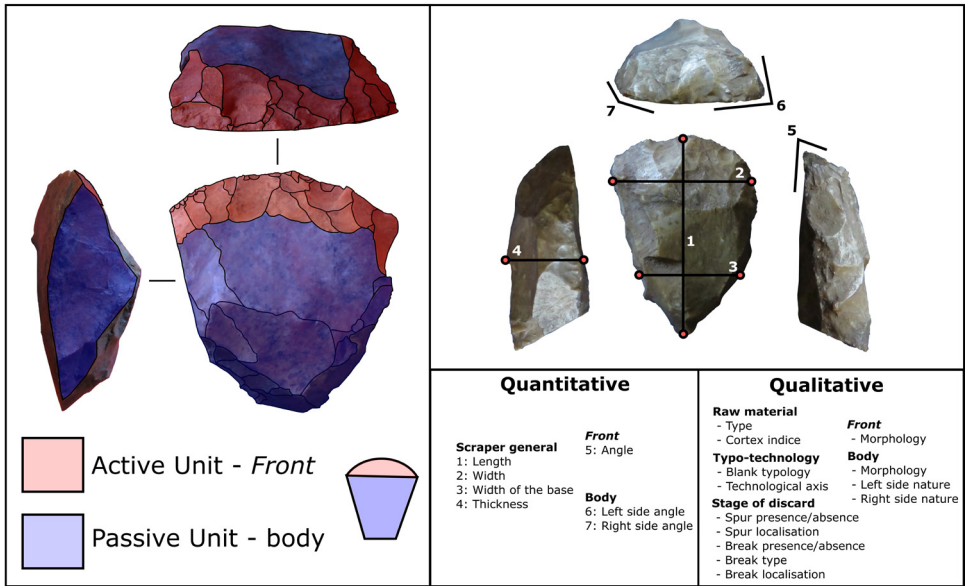 7
6
5
2
1
4
3
Active Unit - Front
Passive Unit - body
Quantitative
Scraper general
1: Length
2: Width
3: Width of the base
4: Thickness
Front
5: Angle
Body
6: Left side angle
7: Right side angle
Qualitative
Raw material
- Type
- Cortex indice
Typo-technology
- Blank typology
- Technological axis
Stage of discard
- Spur presence/absence
- Spur localisation
- Break presence/absence
- Break type
- Break localisation
Front
- Morphology
Body
- Morphology
- Left side nature
- Right side nature